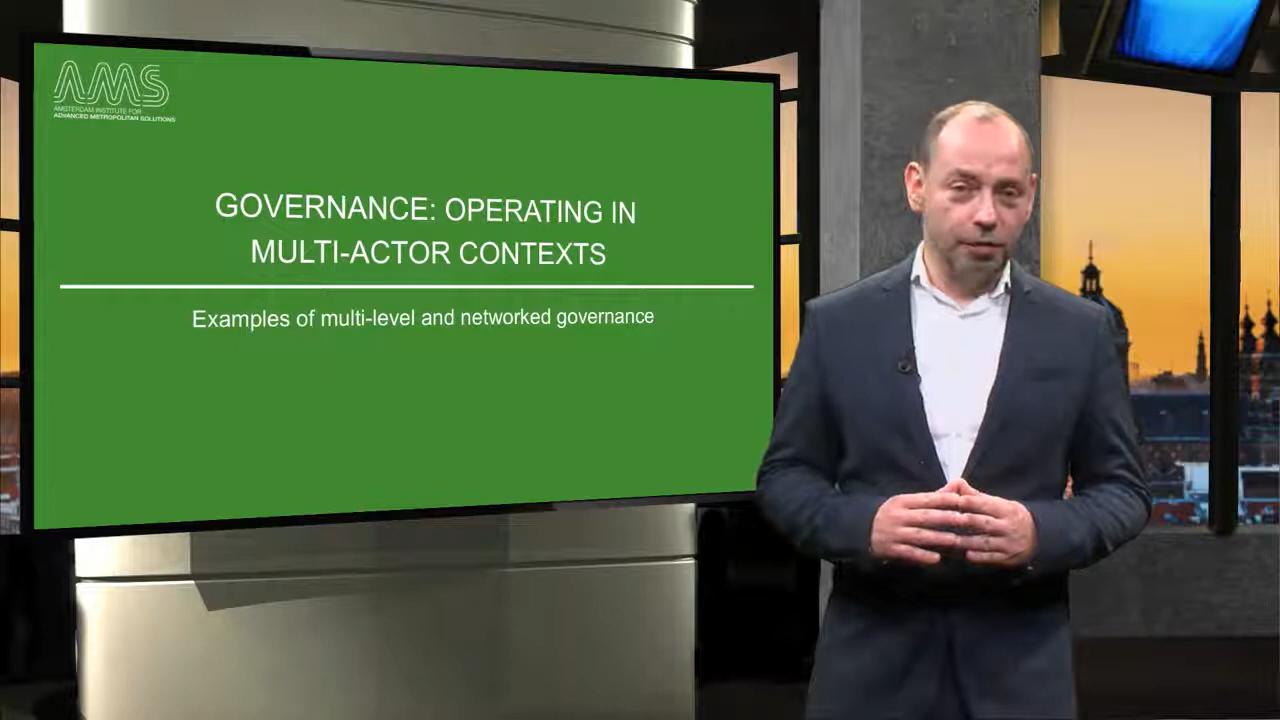 AMS
AMSTERDAM INSTITUTE FOR
ADVANCED METROPOLITAN SOLUTIONS
GOVERNANCE: OPERATING IN
MULTI-ACTOR CONTEXTS
Examples of multi-level and networked governance